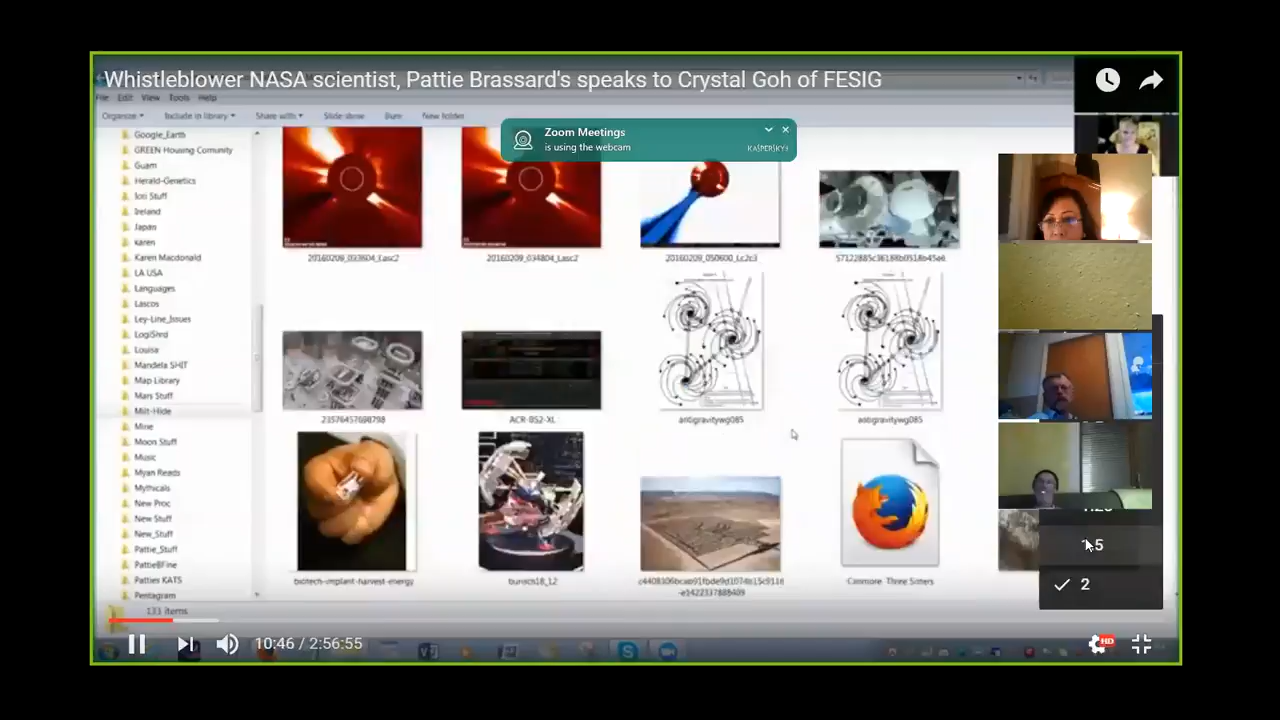 Whistleblower NASA scientist, Pattie Brassard's speaks to Crystal Goh of FESIG
File Edit View Tools Help
Organize Include in library Share with Slide show Burn New folder
Zoom Meetings
is using the webcam
KASPERSKY
Google_Earth
GREEN Housing Comunity
Guam
Herald-Genetics
Ireland
Japan
karen
Karen Macdonald
LA USA
Languages
Lascos
Ley-Line_Issues
LogiShrd
Louisa
Mandela SHIT
Map Library
Mars Stuff
Milt-Hide
Mine
Moon Stuff
Music
Myan Reads
Mythicals
New Proc
New Stuff
New_Stuff
Pattie_Stuff
PattieBFine
Patties KATS
Pentagram
20160209_033604_Lasc2
20160209_034804_Lasc2
20160209_050600_Lc2c3
23576457698798
ACR-BS2-XL
antigravitywg085
antigravitywg085
biotech-implant-harvest-energy
Canmore_Three Sisters
133 items
2
10:46 / 2:56:55
HD